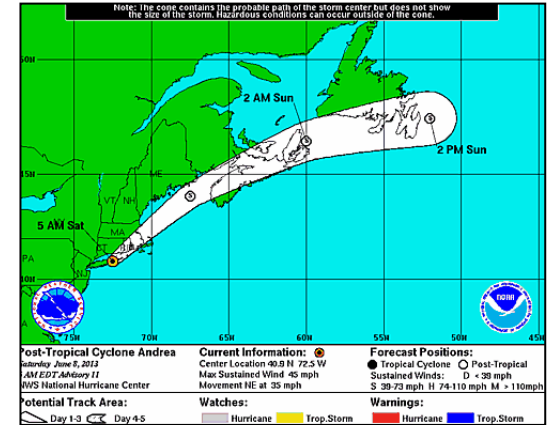 Note: The cone contains the probable path of the storm center but does not show
the size of the storm. Hazardous conditions can occur outside of the cone.
50N
2 AM Sun
S
S
2 PM Sun
45N
ME
S
VT NH
5 AM Sat
NY
MA
CT RI
PA
NJ
40N
NOAA
75W 70W 65W 60W 55W 50W 45W
Post-Tropical Cyclone Andrea
Saturday June 8, 2013
5 AM EDT Advisory 11
NWS National Hurricane Center
Current Information:
Center Location 40.9 N 72.5 W
Max Sustained Wind 45 mph
Movement NE at 35 mph
Forecast Positions:
Tropical Cyclone Post-Tropical
Sustained Winds: D < 39 mph
S 39-73 mph H 74-110 mph M > 110mph
Potential Track Area:
Day 1-3 Day 4-5
Watches:
Hurricane Trop.Storm
Warnings:
Hurricane Trop.Storm